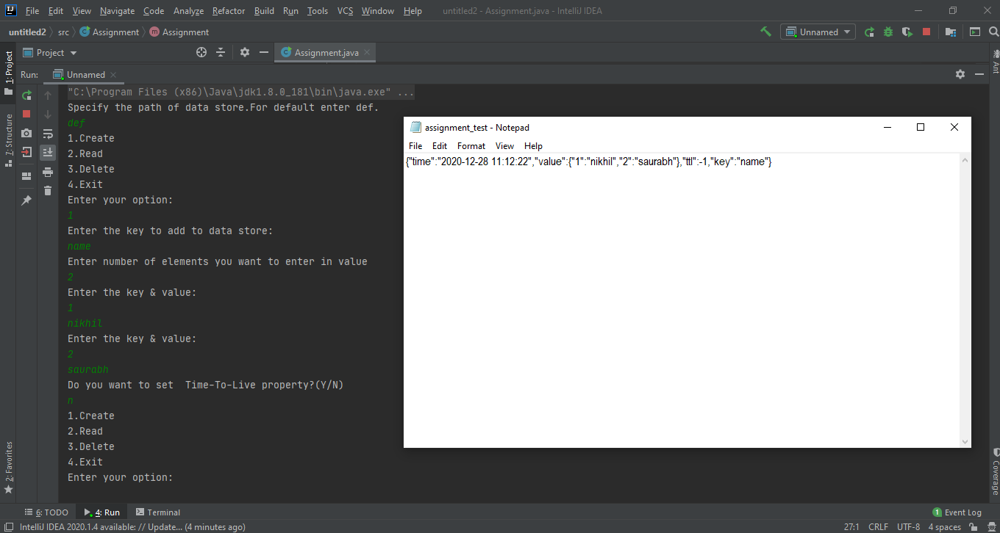 File Edit View Navigate Code Analyze Refactor Build Run Tools VCS Window Help untitled2 - Assignment.java - IntelliJ IDEA
untitled2 src Assignment Assignment Unnamed
Project Assignment.java
Run: Unnamed
1: Project
7: Structure
2: Favorites
Ant
Coverage
"C:\Program Files (x86)\Java\jdk1.8.0_181\bin\java.exe" ...
Specify the path of data store.For default enter def.
def
1.Create
2.Read
3.Delete
4.Exit
Enter your option:
1
Enter the key to add to data store:
name
Enter number of elements you want to enter in value
2
Enter the key & value:
1
nikhil
Enter the key & value:
2
saurabh
Do you want to set  Time-To-Live property?(Y/N)
n
1.Create
2.Read
3.Delete
4.Exit
Enter your option:
assignment_test - Notepad
File Edit Format View Help
{"time":"2020-12-28 11:12:22","value":{"1":"nikhil","2":"saurabh"},"ttl":-1,"key":"name"}
6: TODO 4: Run Terminal 1 Event Log
IntelliJ IDEA 2020.1.4 available: // Update... (4 minutes ago) 27:1 CRLF UTF-8 4 spaces